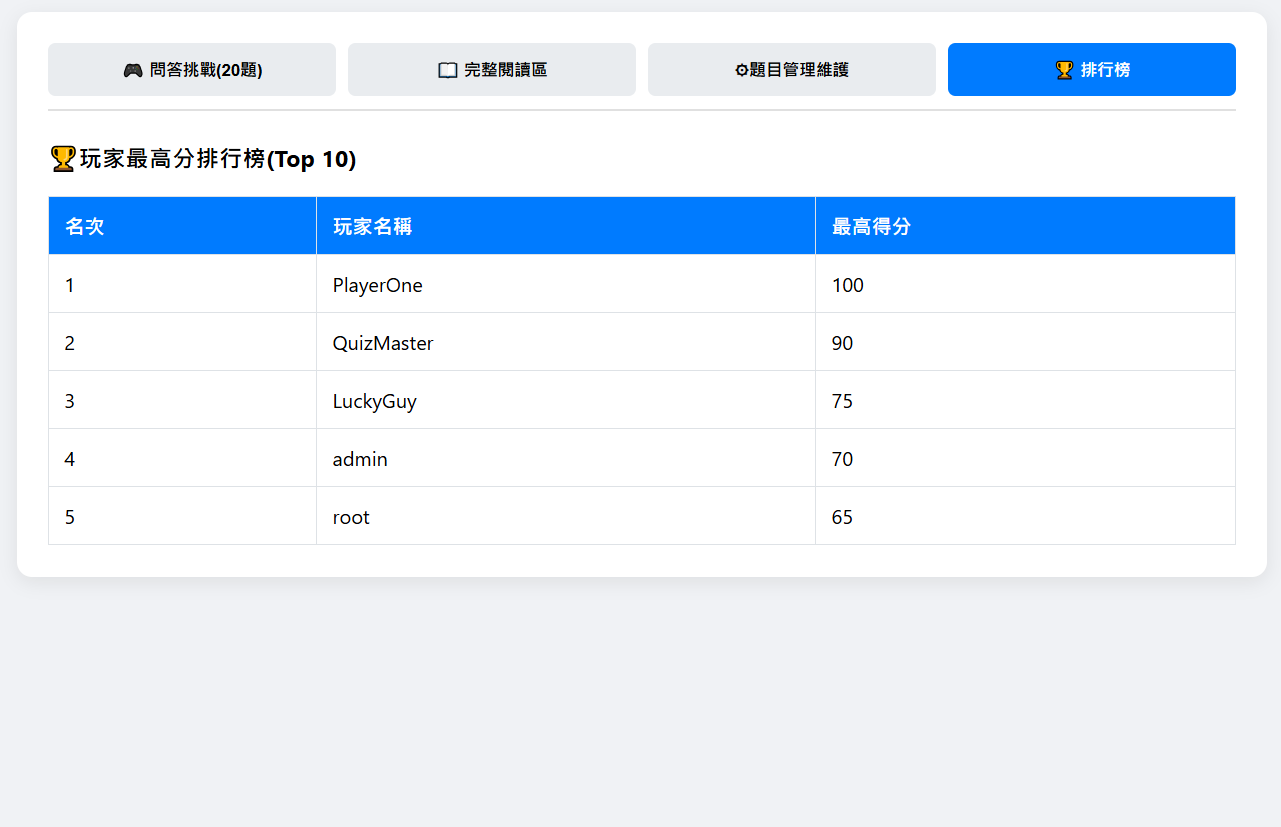 🎮 問答挑戰(20題) 📖 完整閱讀區 ⚙題目管理維護 🏆 排行榜
🏆玩家最高分排行榜(Top 10)
名次 玩家名稱 最高得分
1 PlayerOne 100
2 QuizMaster 90
3 LuckyGuy 75
4 admin 70
5 root 65